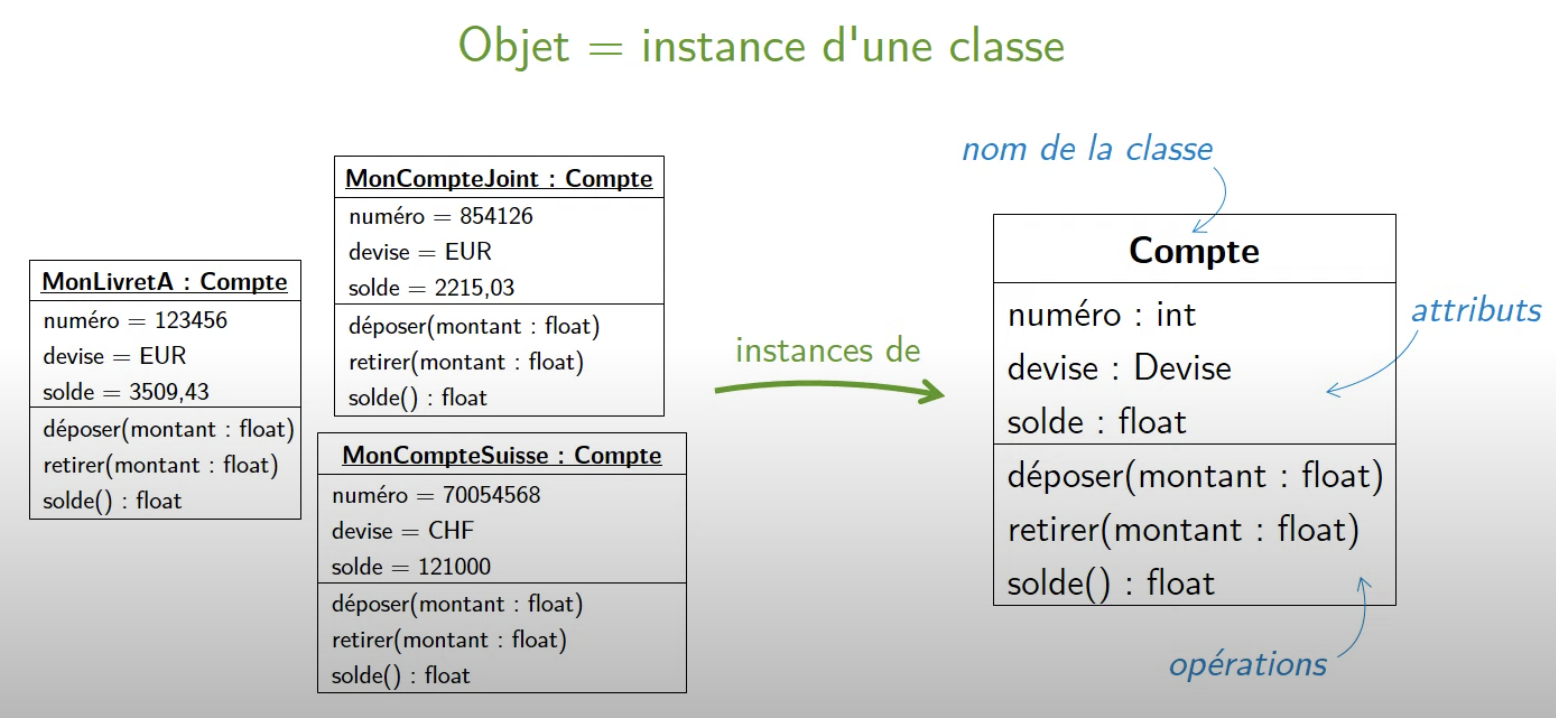 Objet = instance d'une classe
MonLivretA : Compte
numéro = 123456
devise = EUR
solde = 3509,43
déposer(montant : float)
retirer(montant : float)
solde() : float
MonCompteJoint : Compte
numéro = 854126
devise = EUR
solde = 2215,03
déposer(montant : float)
retirer(montant : float)
solde() : float
MonCompteSuisse : Compte
numéro = 70054568
devise = CHF
solde = 121000
déposer(montant : float)
retirer(montant : float)
solde() : float
instances de
nom de la classe
Compte
numéro : int
devise : Devise
solde : float
déposer(montant : float)
retirer(montant : float)
solde() : float
attributs
opérations